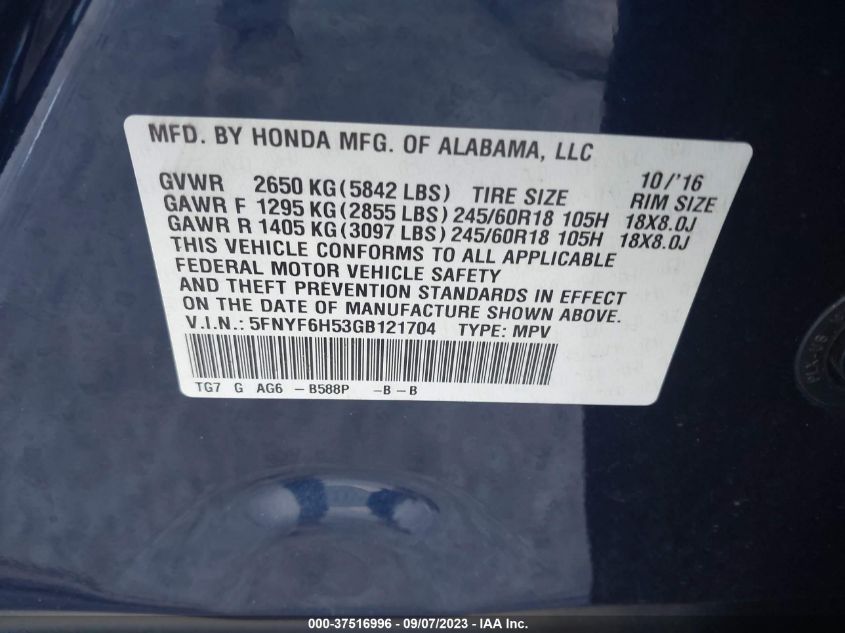 MFD. BY HONDA MFG. OF ALABAMA, LLC
10/'16
GVWR 2650 KG(5842 LBS) TIRE SIZE RIM SIZE
GAWR F 1295 KG(2855 LBS)245/60R18 105H 18X8.0J
GAWR R 1405 KG(3097 LBS)245/60R18 105H 18X8.0J
THIS VEHICLE CONFORMS TO ALL APPLICABLE
FEDERAL MOTOR VEHICLE SAFETY
AND THEFT PREVENTION STANDARDS IN EFFECT
ON THE DATE OF MANUFACTURE SHOWN ABOVE.
V.I.N.: 5FNYF6H53GB121704 TYPE: MPV
TG7 G AG6 – B588P –B – B
000-37516996 - 09/07/2023 - A THE A - IAA Inc.